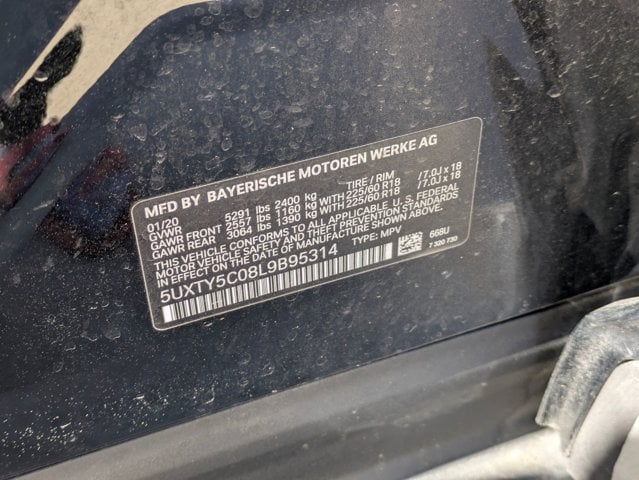 MFD BY BAYERISCHE MOTOREN WERKE AG
01/20 TIRE / RIM
GVWR 5291 lbs 2400 kg
GAWR FRONT 2557 lbs 1160 kg WITH 225/60 R18 / 7.0J x 18
GAWR REAR 3064 lbs 1390 kg WITH 225/60 R18 / 7.0J x 18
THIS VEHICLE CONFORMS TO ALL APPLICABLE U.S. FEDERAL
MOTOR VEHICLE SAFETY AND THEFT PREVENTION STANDARDS
IN EFFECT ON THE DATE OF MANUFACTURE SHOWN ABOVE.
5UXTY5C08L9B95314 TYPE: MPV 668U
7 320 730